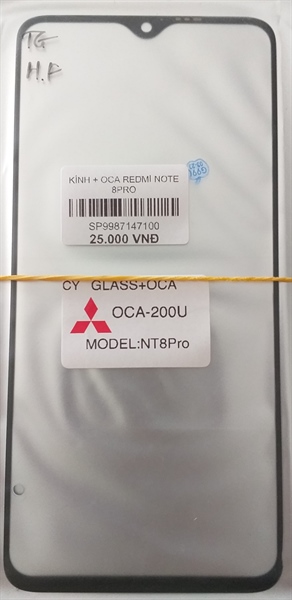 TG
H.F
KÍNH + OCA REDMI NOTE
8PRO
SP9987147100
25.000 VNĐ
CY GLASS+OCA
OCA-200U
MODEL:NT8Pro